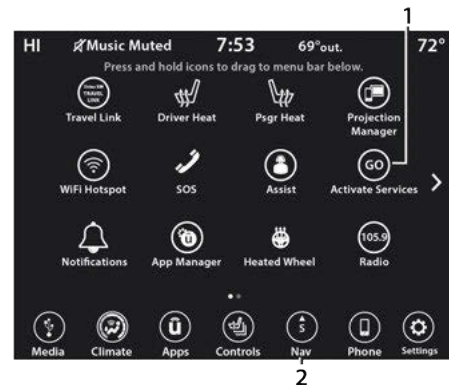 1
HI Music Muted 7:53 69°out. 72°
Press and hold icons to drag to menu bar below.
TRAVEL
LINK
Travel Link Driver Heat Psgr Heat Projection
Manager
GO
WiFi Hotspot SOS Assist Activate Services
u 105.9
Notifications App Manager Heated Wheel Radio
ū S
Media Climate Apps Controls Nav Phone Settings
2